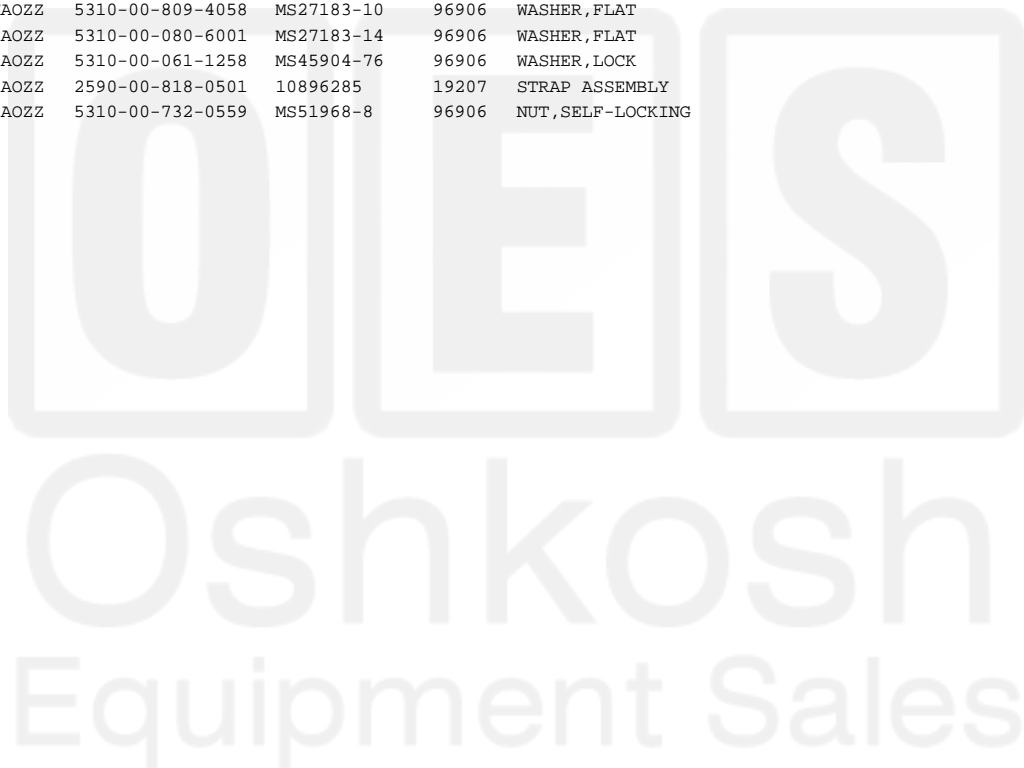 AOZZ 5310-00-809-4058 MS27183-10 96906 WASHER,FLAT
AOZZ 5310-00-080-6001 MS27183-14 96906 WASHER,FLAT
AOZZ 5310-00-061-1258 MS45904-76 96906 WASHER,LOCK
AOZZ 2590-00-818-0501 10896285 19207 STRAP ASSEMBLY
AOZZ 5310-00-732-0559 MS51968-8 96906 NUT,SELF-LOCKING
OES
Oshkosh
Equipment Sales